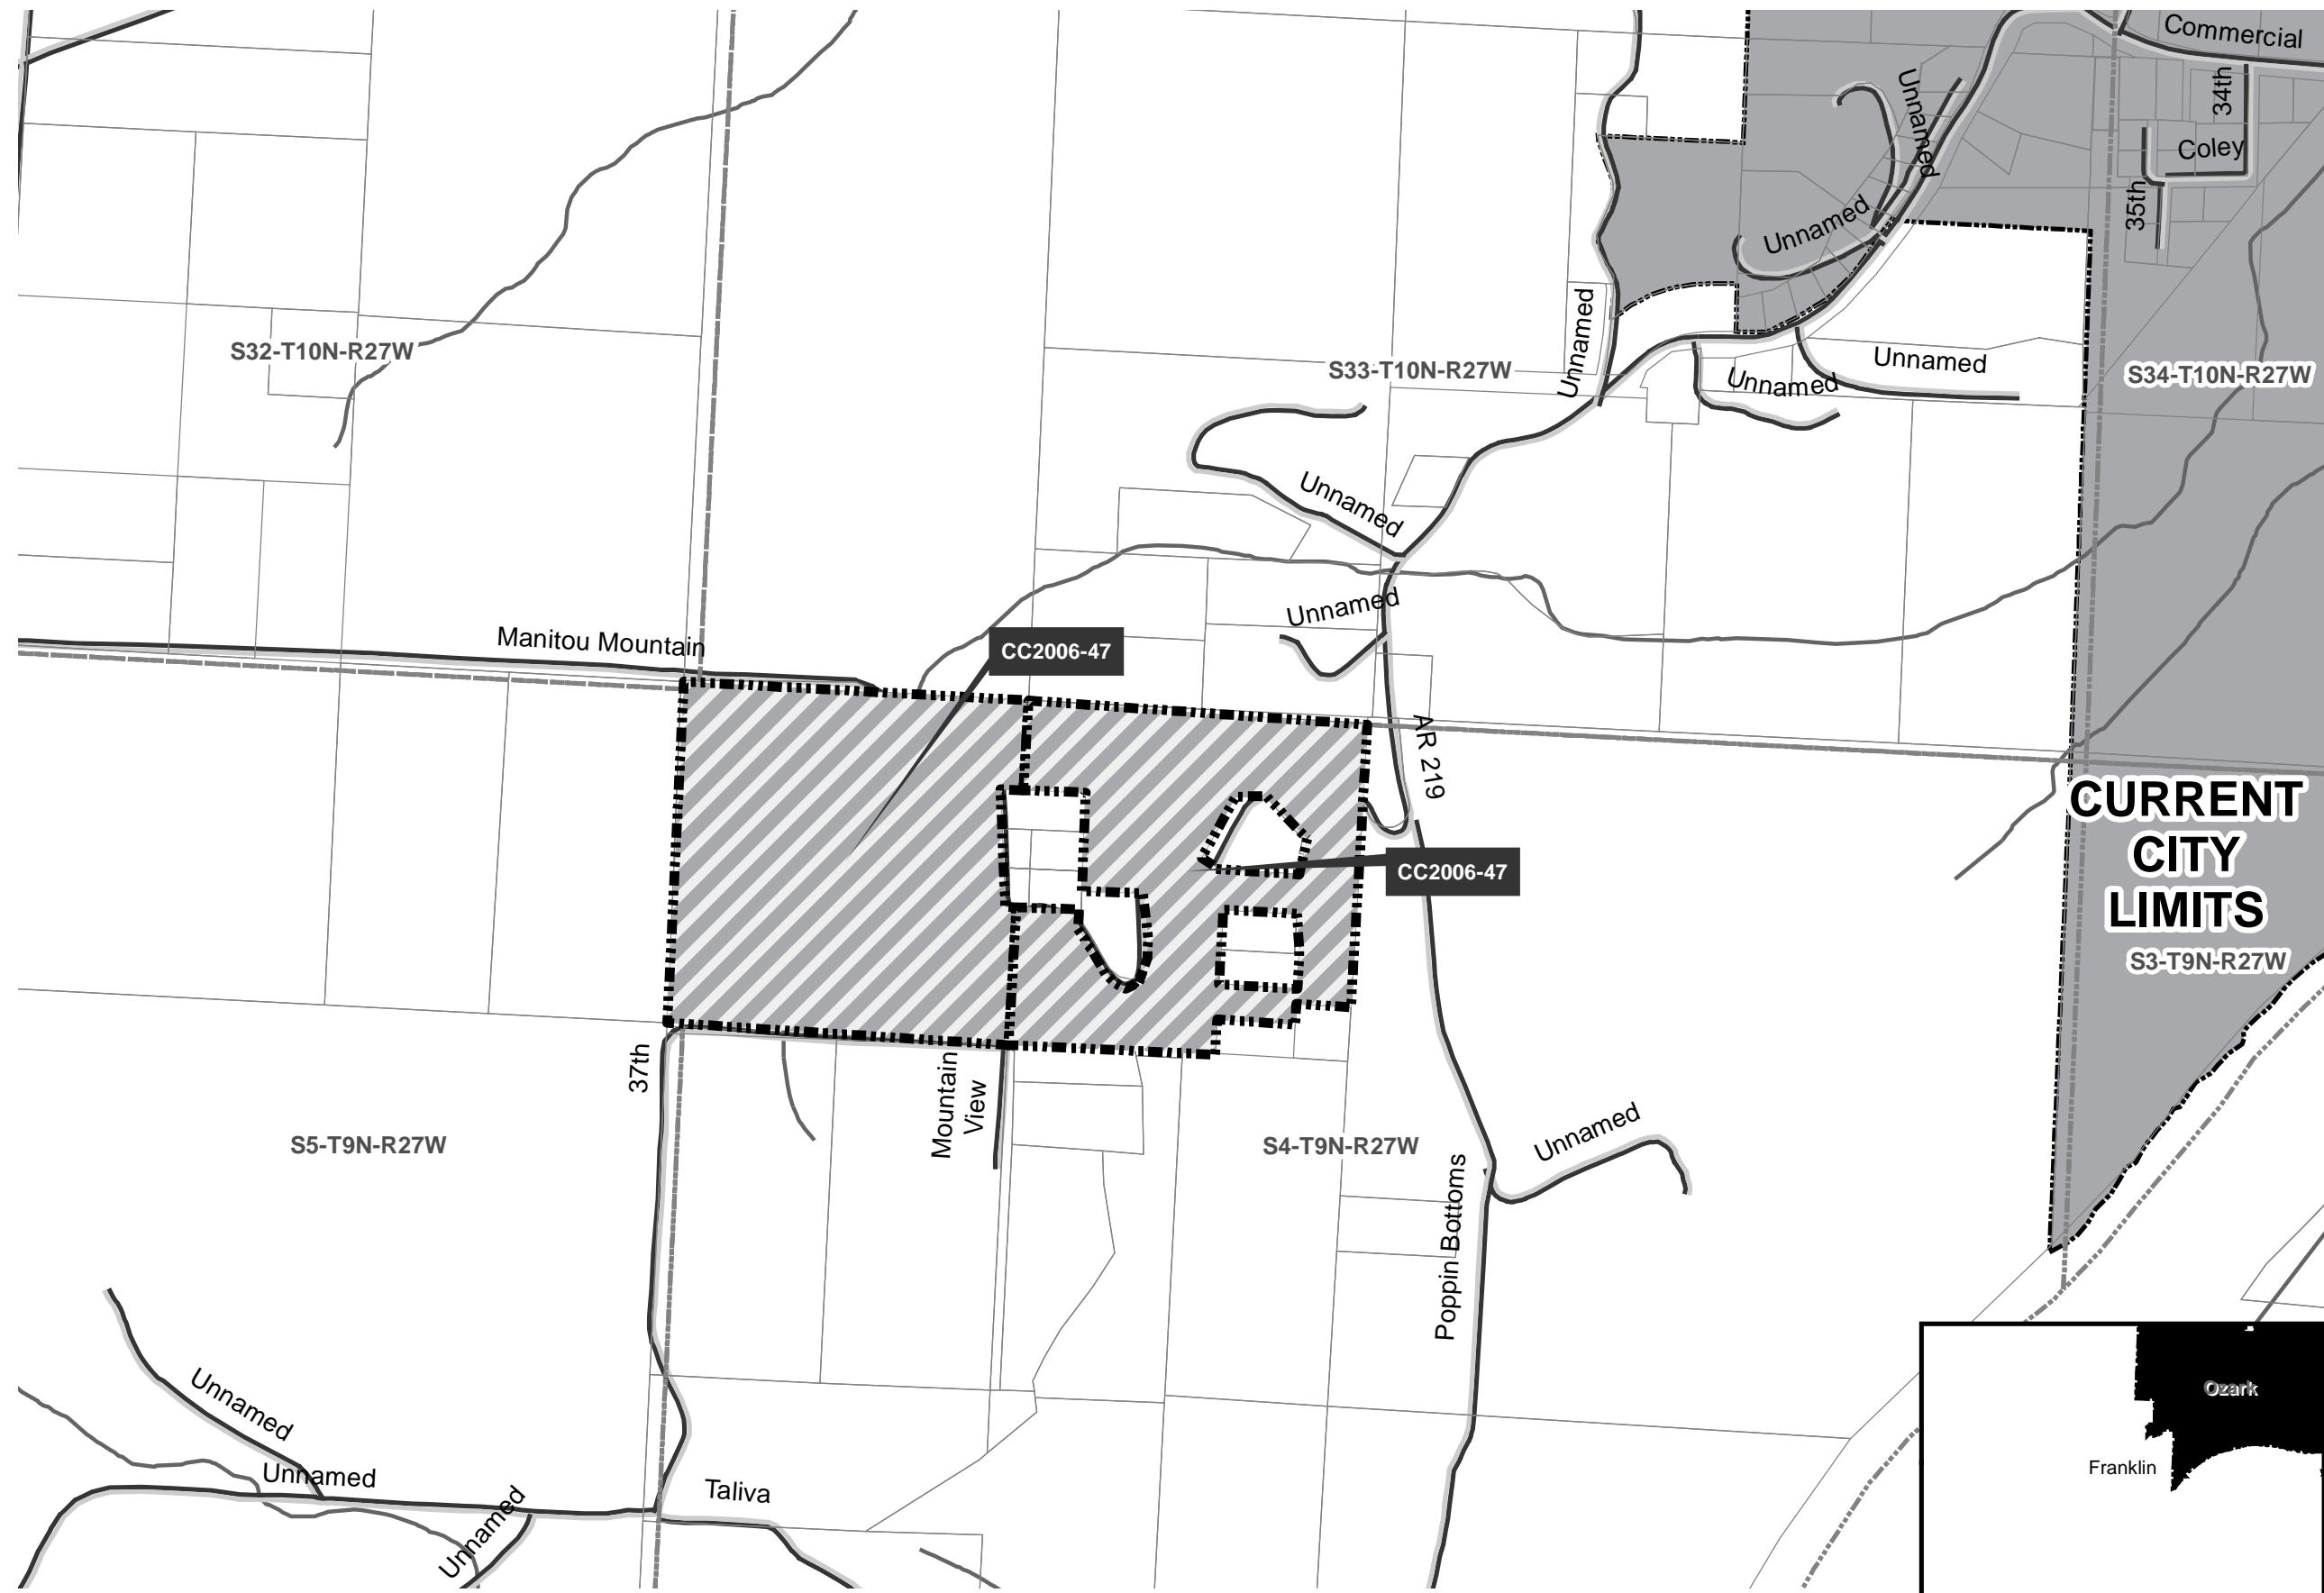 Commercial
34th
Unnamed
Coley
35th
Unnamed
Unnamed
S32-T10N-R27W
S33-T10N-R27W
Unnamed
Unnamed
S34-T10N-R27W
Unnamed
Unnamed
Manitou Mountain
CC2006-47
AR 219
CURRENT
CITY
LIMITS
CC2006-47
S3-T9N-R27W
37th
Mountain
View
S5-T9N-R27W
S4-T9N-R27W
Unnamed
Poppin Bottoms
Ozark
Franklin
Unnamed
Unnamed
Taliva
Unnamed